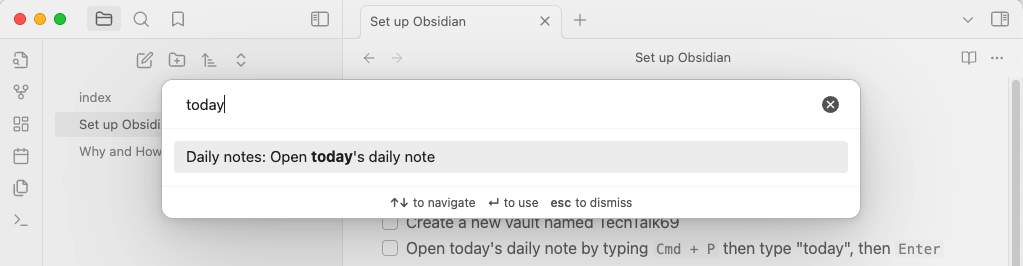 Set up Obsidian
Set up Obsidian
index
Set up Obsidi
Why and How
today
Daily notes: Open today's daily note
↑↓ to navigate ↵ to use esc to dismiss
Create a new vault named TechTalk69
Open today's daily note by typing Cmd + P then type "today", then Enter